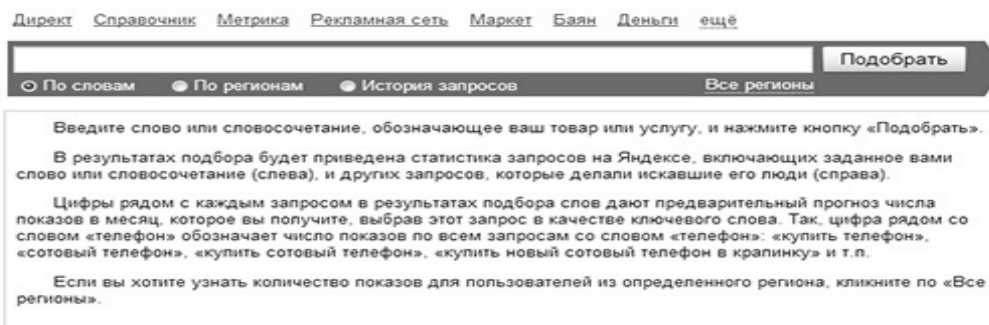 Директ Справочник Метрика Рекламная сеть Маркет Баян Деньги ещё
Подобрать
По словам По регионам История запросов Все регионы
Введите слово или словосочетание, обозначающее ваш товар или услугу, и нажмите кнопку «Подобрать».
В результатах подбора будет приведена статистика запросов на Яндексе, включающих заданное вами
слово или словосочетание (слева), и других запросов, которые делали искавшие его люди (справа).
Цифры рядом с каждым запросом в результатах подбора слов дают предварительный прогноз числа
показов в месяц, которое вы получите, выбрав этот запрос в качестве ключевого слова. Так, цифра рядом со
словом «телефон» обозначает число показов по всем запросам со словом «телефон»: «купить телефон»,
«сотовый телефон», «купить сотовый телефон», «купить новый сотовый телефон в крапинку» и т.п.
Если вы хотите узнать количество показов для пользователей из определенного региона, кликните по «Все
регионы».